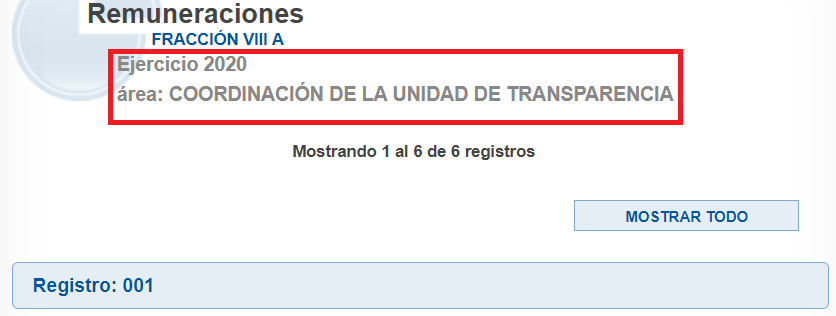 Remuneraciones
FRACCIÓN VIII A
Ejercicio 2020
área: COORDINACIÓN DE LA UNIDAD DE TRANSPARENCIA
Mostrando 1 al 6 de 6 registros
MOSTRAR TODO
Registro: 001